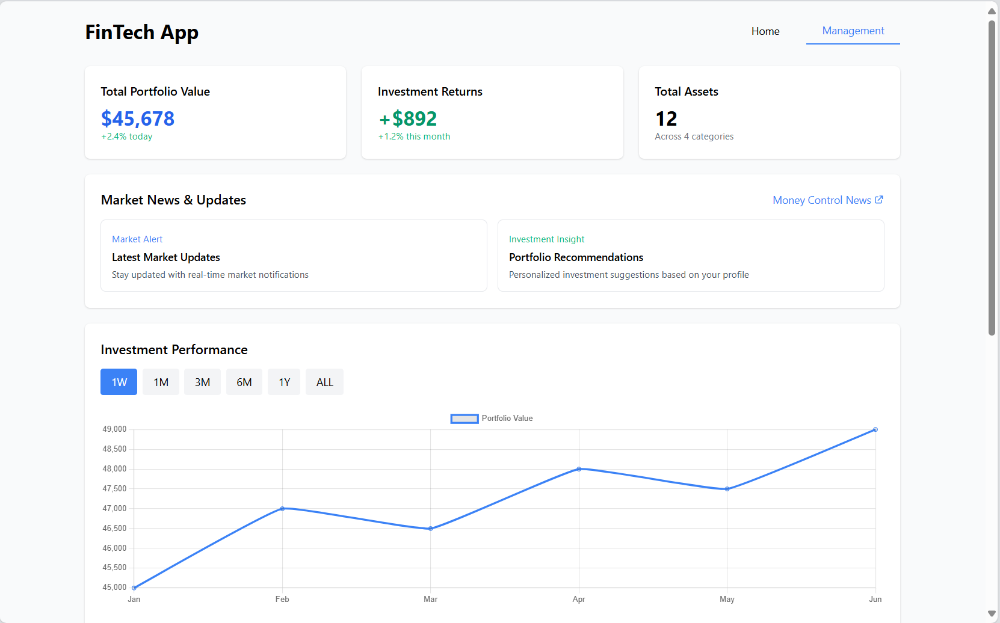 FinTech App
Home
Management
Total Portfolio Value
$45,678
+2.4% today
Investment Returns
+$892
+1.2% this month
Total Assets
12
Across 4 categories
Market News & Updates
Money Control News
Market Alert
Latest Market Updates
Stay updated with real-time market notifications
Investment Insight
Portfolio Recommendations
Personalized investment suggestions based on your profile
Investment Performance
1W
1M
3M
6M
1Y
ALL
Portfolio Value
49,000
48,500
48,000
47,500
47,000
46,500
46,000
45,500
45,000
Jan
Feb
Mar
Apr
May
Jun